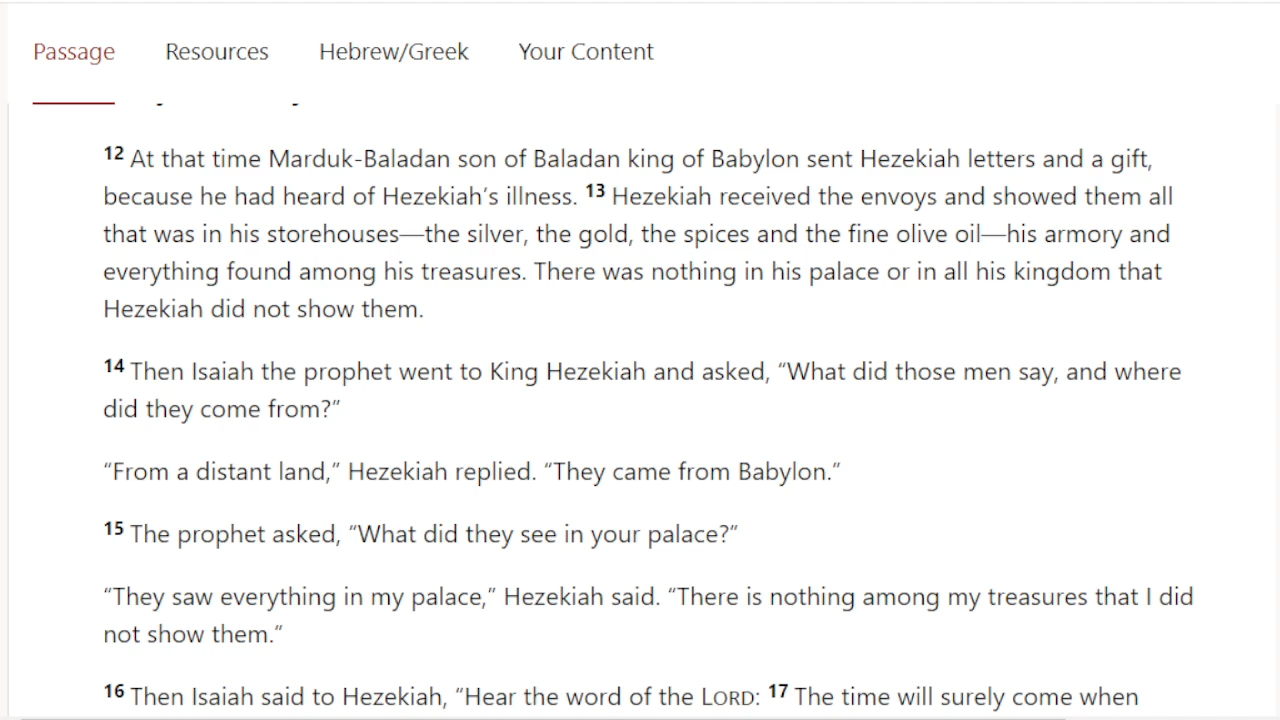 Passage Resources Hebrew/Greek Your Content
12 At that time Marduk-Baladan son of Baladan king of Babylon sent Hezekiah letters and a gift,
because he had heard of Hezekiah’s illness. 13 Hezekiah received the envoys and showed them all
that was in his storehouses—the silver, the gold, the spices and the fine olive oil—his armory and
everything found among his treasures. There was nothing in his palace or in all his kingdom that
Hezekiah did not show them.
14 Then Isaiah the prophet went to King Hezekiah and asked, “What did those men say, and where
did they come from?”
“From a distant land,” Hezekiah replied. “They came from Babylon.”
15 The prophet asked, “What did they see in your palace?”
“They saw everything in my palace,” Hezekiah said. “There is nothing among my treasures that I did
not show them.”
16 Then Isaiah said to Hezekiah, “Hear the word of the LORD: 17 The time will surely come when